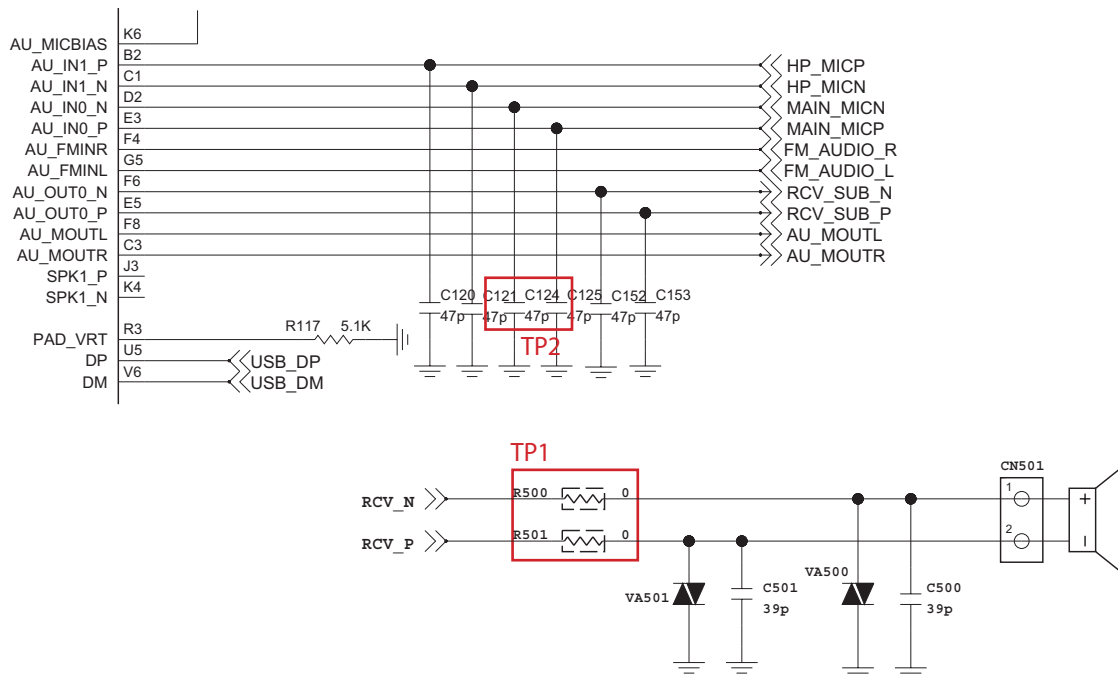 AU_MICBIAS K6
AU_IN1_P B2 HP_MICP
AU_IN1_N C1 HP_MICN
AU_IN0_N D2 MAIN_MICN
AU_IN0_P E3 MAIN_MICP
AU_FMINR F4 FM_AUDIO_R
AU_FMINL G5 FM_AUDIO_L
AU_OUT0_N F6 RCV_SUB_N
AU_OUT0_P E5 RCV_SUB_P
AU_MOUTL F8 AU_MOUTL
AU_MOUTR C3 AU_MOUTR
SPK1_P J3
SPK1_N K4
C120 C121 C124 C125 C152 C153
47p 47p 47p 47p 47p 47p
TP2
PAD_VRT R3 R117 5.1K
DP U5 USB_DP
DM V6 USB_DM
TP1
CN501
RCV_N R500 0 1 +
RCV_P R501 0 2 −
VA501 C501 VA500 C500
39p 39p